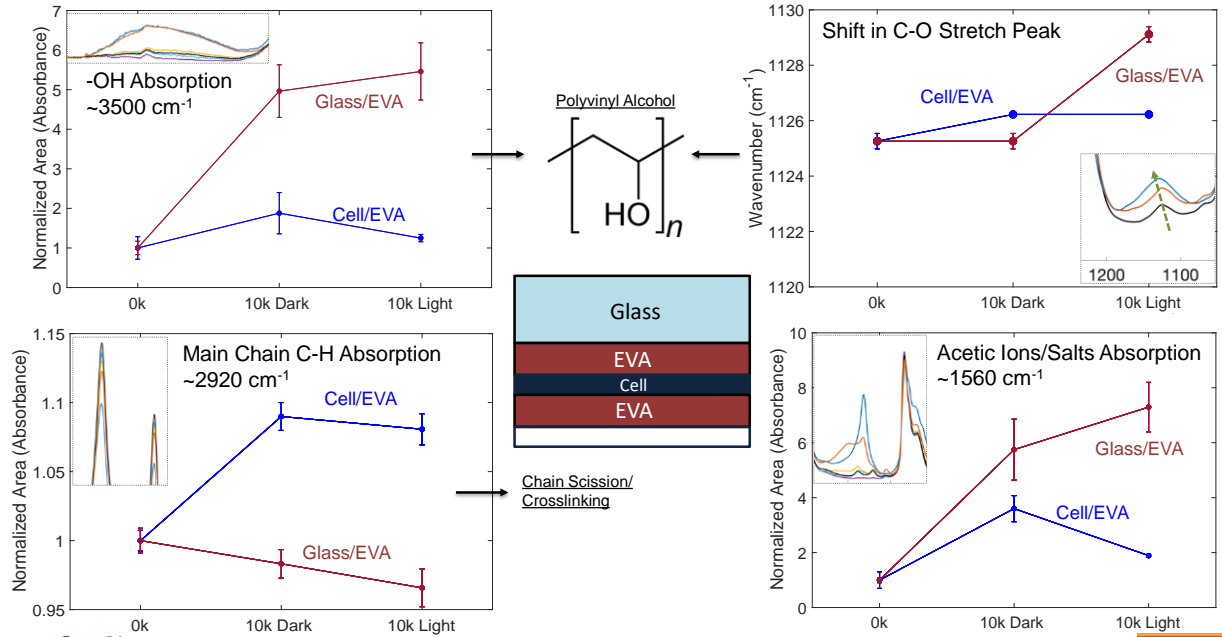 7
6
5
4
3
2
1
0
Normalized Area (Absorbance)
-OH Absorption
~3500 cm-1
Glass/EVA
Cell/EVA
0k
10k Dark
10k Light
Polyvinyl Alcohol
HO
n
1130
1128
1126
1124
1122
1120
Wavenumber (cm-1)
Shift in C-O Stretch Peak
Cell/EVA
Glass/EVA
1200
1100
0k
10k Dark
10k Light
1.15
1.1
1.05
1
0.95
Normalized Area (Absorbance)
Main Chain C-H Absorption
~2920 cm-1
Cell/EVA
Glass/EVA
0k
10k Dark
10k Light
Glass
EVA
Cell
EVA
Chain Scission/
Crosslinking
10
8
6
4
2
0
Normalized Area (Absorbance)
Acetic Ions/Salts Absorption
~1560 cm-1
Glass/EVA
Cell/EVA
0k
10k Dark
10k Light